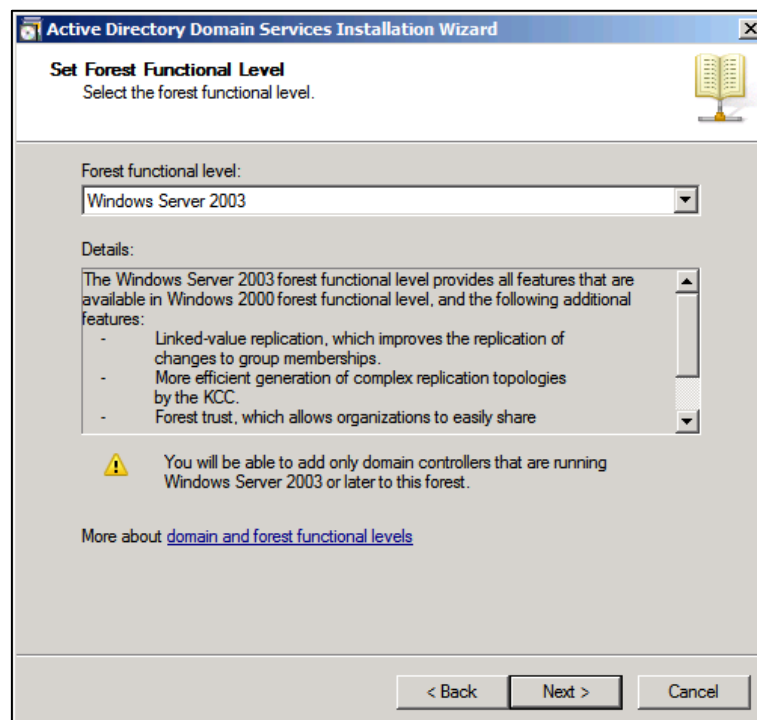 Active Directory Domain Services Installation Wizard
Set Forest Functional Level
Select the forest functional level.
Forest functional level:
Windows Server 2003
Details:
The Windows Server 2003 forest functional level provides all features that are
available in Windows 2000 forest functional level, and the following additional
features:
- Linked-value replication, which improves the replication of
changes to group memberships.
- More efficient generation of complex replication topologies
by the KCC.
- Forest trust, which allows organizations to easily share
You will be able to add only domain controllers that are running
Windows Server 2003 or later to this forest.
More about domain and forest functional levels
< Back Next > Cancel